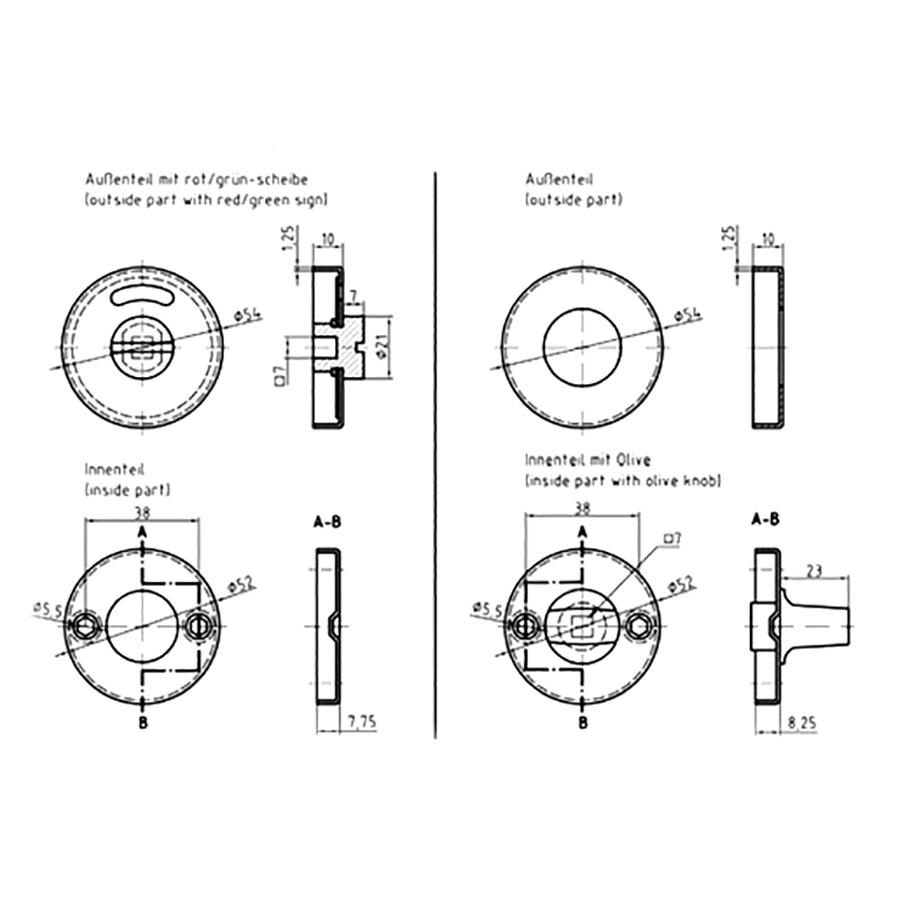 Außenteil mit rot/grün-scheibe
(outside part with red/green sign)
1,25
10
7
ø54
ø21
□7
Außenteil
(outside part)
1,25
10
ø54
Innenteil
(inside part)
38
A
A-B
ø52
ø5.5
B
7,75
Innenteil mit Olive
(inside part with olive knob)
38
□7
A-B
ø52
23
ø5.5
B
8,25